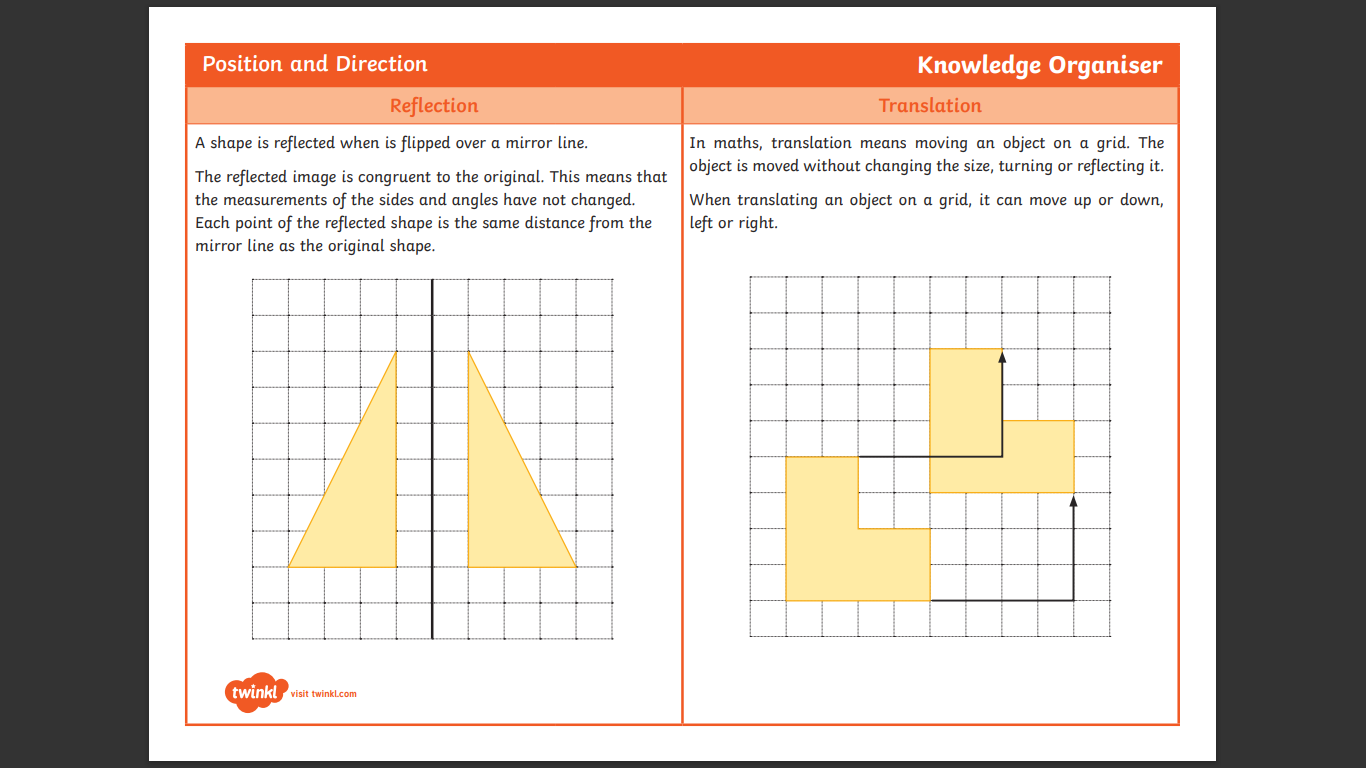 Position and Direction
Knowledge Organiser
Reflection
A shape is reflected when is flipped over a mirror line.
The reflected image is congruent to the original. This means that
the measurements of the sides and angles have not changed.
Each point of the reflected shape is the same distance from the
mirror line as the original shape.
twinkl
visit twinkl.com
Translation
In maths, translation means moving an object on a grid. The
object is moved without changing the size, turning or reflecting it.
When translating an object on a grid, it can move up or down,
left or right.